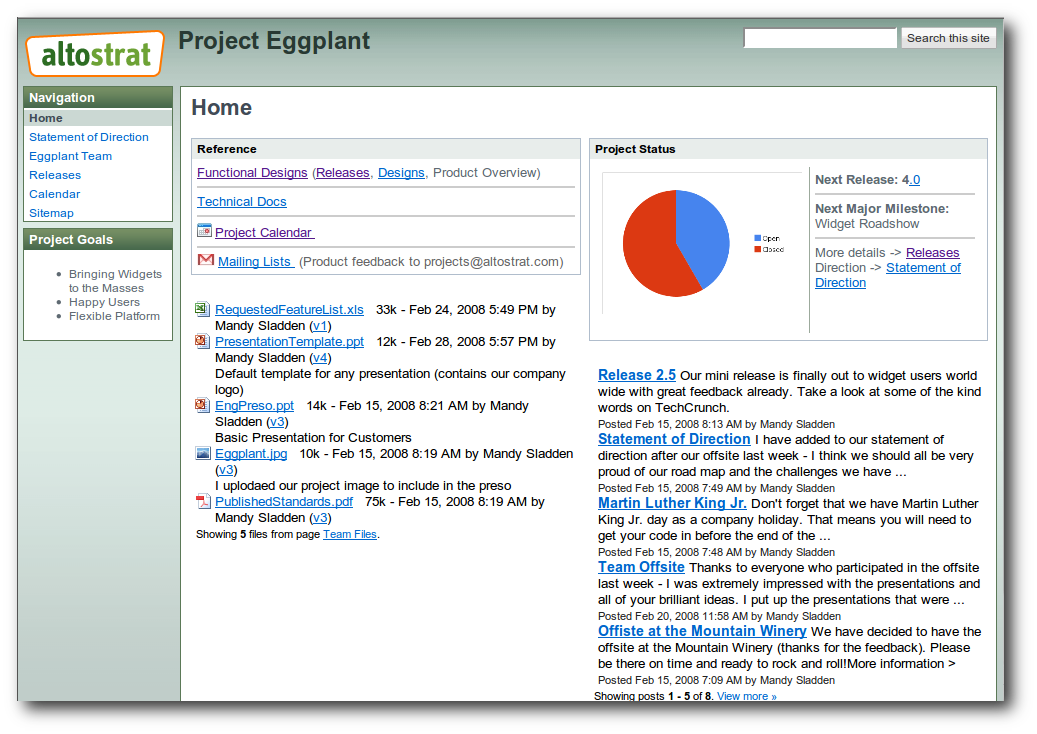 altostrat
Project Eggplant
Search this site
Navigation
Home
Statement of Direction
Eggplant Team
Releases
Calendar
Sitemap
Project Goals
Bringing Widgets
to the Masses
Happy Users
Flexible Platform
Home
Reference
Functional Designs (Releases, Designs, Product Overview)
Technical Docs
Project Calendar
Mailing Lists (Product feedback to projects@altostrat.com)
RequestedFeatureList.xls 33k - Feb 24, 2008 5:49 PM by
Mandy Sladden (v1)
PresentationTemplate.ppt 12k - Feb 28, 2008 5:57 PM by
Mandy Sladden (v4)
Default template for any presentation (contains our company
logo)
EngPreso.ppt 14k - Feb 15, 2008 8:21 AM by Mandy
Sladden (v3)
Basic Presentation for Customers
Eggplant.jpg 10k - Feb 15, 2008 8:19 AM by Mandy Sladden
(v3)
I uplodaed our project image to include in the preso
PublishedStandards.pdf 75k - Feb 15, 2008 8:19 AM by
Mandy Sladden (v3)
Showing 5 files from page Team Files.
Project Status
Open
Closed
Next Release: 4.0
Next Major Milestone:
Widget Roadshow
More details -> Releases
Direction -> Statement of
Direction
Release 2.5 Our mini release is finally out to widget users world
wide with great feedback already. Take a look at some of the kind
words on TechCrunch.
Posted Feb 15, 2008 8:13 AM by Mandy Sladden
Statement of Direction I have added to our statement of
direction after our offsite last week - I think we should all be very
proud of our road map and the challenges we have ...
Posted Feb 15, 2008 7:49 AM by Mandy Sladden
Martin Luther King Jr. Don't forget that we have Martin Luther
King Jr. day as a company holiday. That means you will need to
get your code in before the end of the ...
Posted Feb 15, 2008 7:48 AM by Mandy Sladden
Team Offsite Thanks to everyone who participated in the offsite
last week - I was extremely impressed with the presentations and
all of your brilliant ideas. I put up the presentations that were ...
Posted Feb 20, 2008 11:58 AM by Mandy Sladden
Offiste at the Mountain Winery We have decided to have the
offsite at the Mountain Winery (thanks for the feedback). Please
be there on time and ready to rock and roll!More information >
Posted Feb 15, 2008 7:09 AM by Mandy Sladden
Showing posts 1 - 5 of 8. View more »